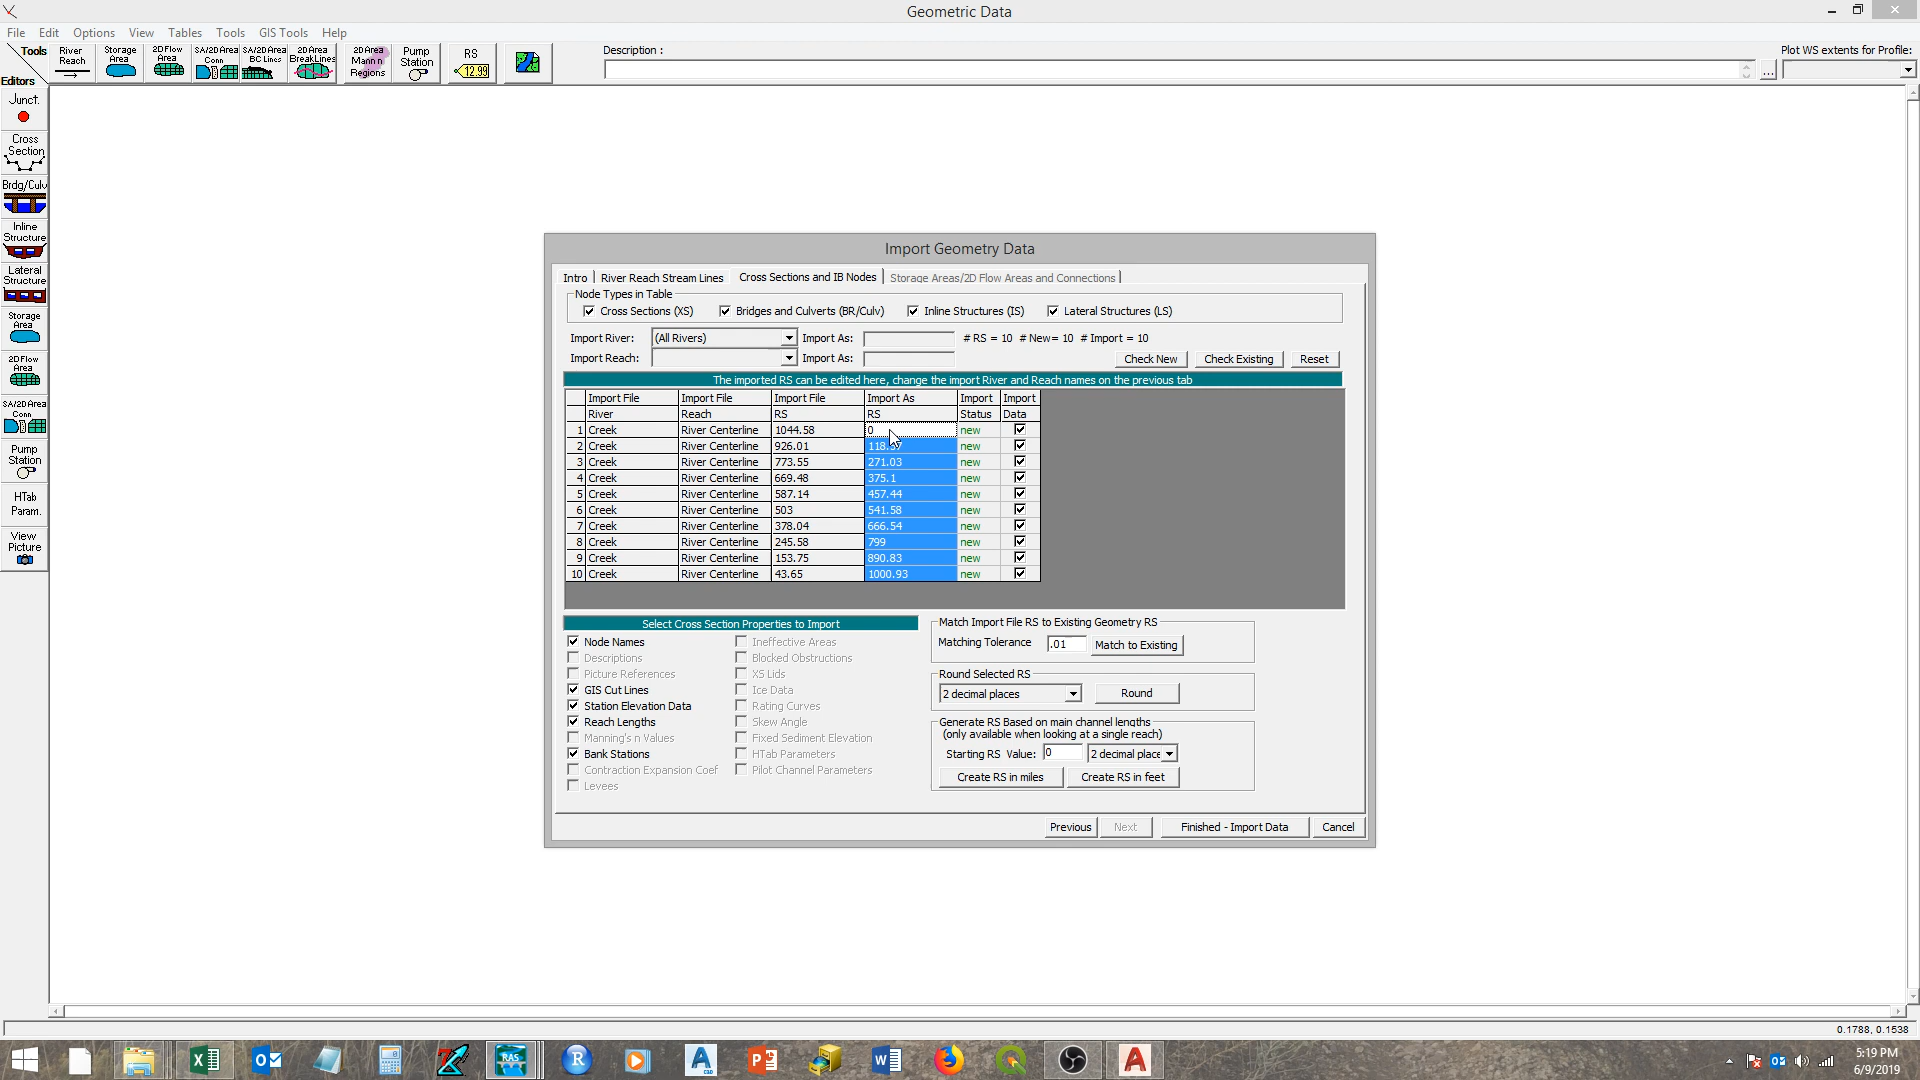 Geometric Data
File Edit Options View Tables Tools GIS Tools Help
Tools River Reach Storage Area 2D Flow Area SA/2D Area Conn SA/2D Area BC Lines 2D Area BreakLines 2D Area Mann n Regions Pump Station RS 12.99
Description :
...
Plot WS extents for Profile:
Editors
Junct.
Cross
Section
Brdg/Culv
Inline
Structure
Lateral
Structure
Storage
Area
2D Flow
Area
SA/2D Area
Conn
Pump
Station
HTab
Param.
View
Picture
Import Geometry Data
Intro River Reach Stream Lines Cross Sections and IB Nodes Storage Areas/2D Flow Areas and Connections
Node Types in Table
Cross Sections (XS) Bridges and Culverts (BR/Culv) Inline Structures (IS) Lateral Structures (LS)
Import River: (All Rivers) Import As: # RS = 10 # New= 10 # Import = 10
Import Reach: Import As: Check New Check Existing Reset
The imported RS can be edited here, change the import River and Reach names on the previous tab
Import File Import File Import File Import As Import Import
River Reach RS RS Status Data
1 Creek River Centerline 1044.58 0 new
2 Creek River Centerline 926.01 new
3 Creek River Centerline 773.55 271.03 new
4 Creek River Centerline 669.48 375.1 new
5 Creek River Centerline 587.14 457.44 new
6 Creek River Centerline 503 541.58 new
7 Creek River Centerline 378.04 666.54 new
8 Creek River Centerline 245.58 799 new
9 Creek River Centerline 153.75 890.83 new
10 Creek River Centerline 43.65 1000.93 new
Select Cross Section Properties to Import
Node Names Ineffective Areas
Descriptions Blocked Obstructions
Picture References XS Lids
GIS Cut Lines Ice Data
Station Elevation Data Rating Curves
Reach Lengths Skew Angle
Manning's n Values Fixed Sediment Elevation
Bank Stations HTab Parameters
Contraction Expansion Coef Pilot Channel Parameters
Levees
Match Import File RS to Existing Geometry RS
Matching Tolerance .01 Match to Existing
Round Selected RS
2 decimal places Round
Generate RS Based on main channel lengths
(only available when looking at a single reach)
Starting RS Value: 0 2 decimal place
Create RS in miles Create RS in feet
Previous Next Finished - Import Data Cancel
0.1788, 0.1538
RAS
5:19 PM
6/9/2019